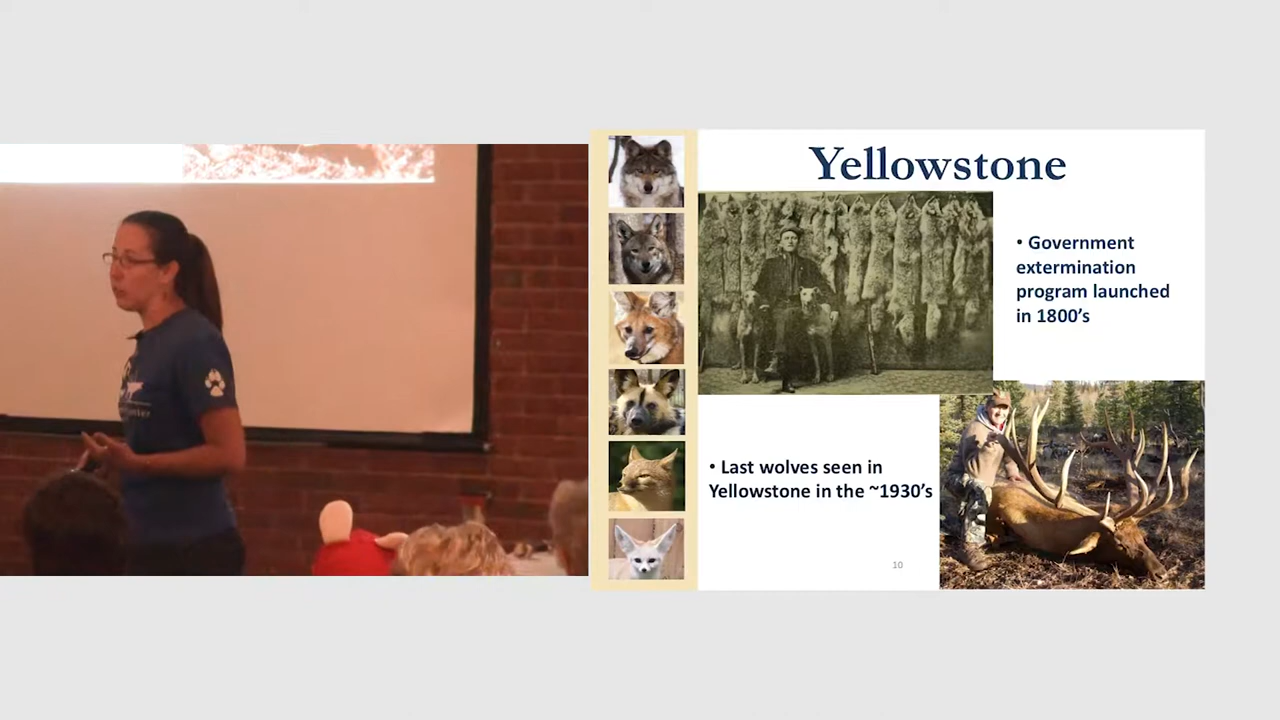 Yellowstone
• Government
extermination
program launched
in 1800's
• Last wolves seen in
Yellowstone in the ~1930's
10